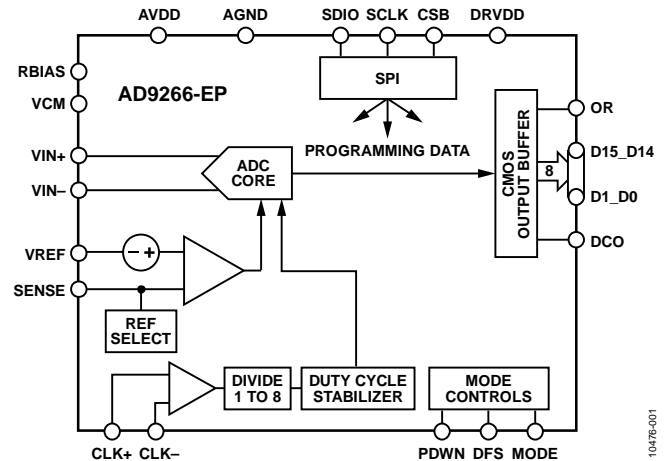 AVDD AGND SDIO SCLK CSB DRVDD
RBIAS
VCM
AD9266-EP
SPI
PROGRAMMING DATA
VIN+
VIN–
ADC
CORE
CMOS
OUTPUT BUFFER
OR
D15_D14
8
D1_D0
DCO
VREF
– +
SENSE
REF
SELECT
DIVIDE
1 TO 8
DUTY CYCLE
STABILIZER
MODE
CONTROLS
CLK+ CLK–
PDWN DFS MODE
10476-001